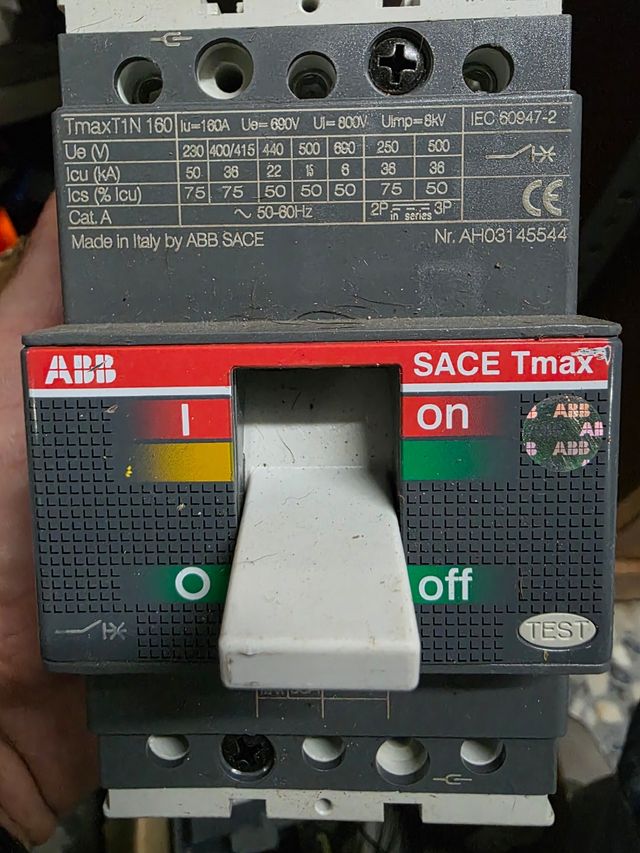 TmaxT1N 160 Iu=160A Ue=690V Ui=800V Uimp=8kV IEC 60947-2
Ue (V) 230 400/415 440 500 690 250 500
Icu (kA) 50 36 22 15 6 36 36
Ics (% Icu) 75 75 50 50 50 75 50
Cat. A ~ 50-60Hz 2P in series 3P CE
Made in Italy by ABB SACE Nr. AH03145544
ABB SACE Tmax
I on
ABB
AB
ABB
O off
TEST